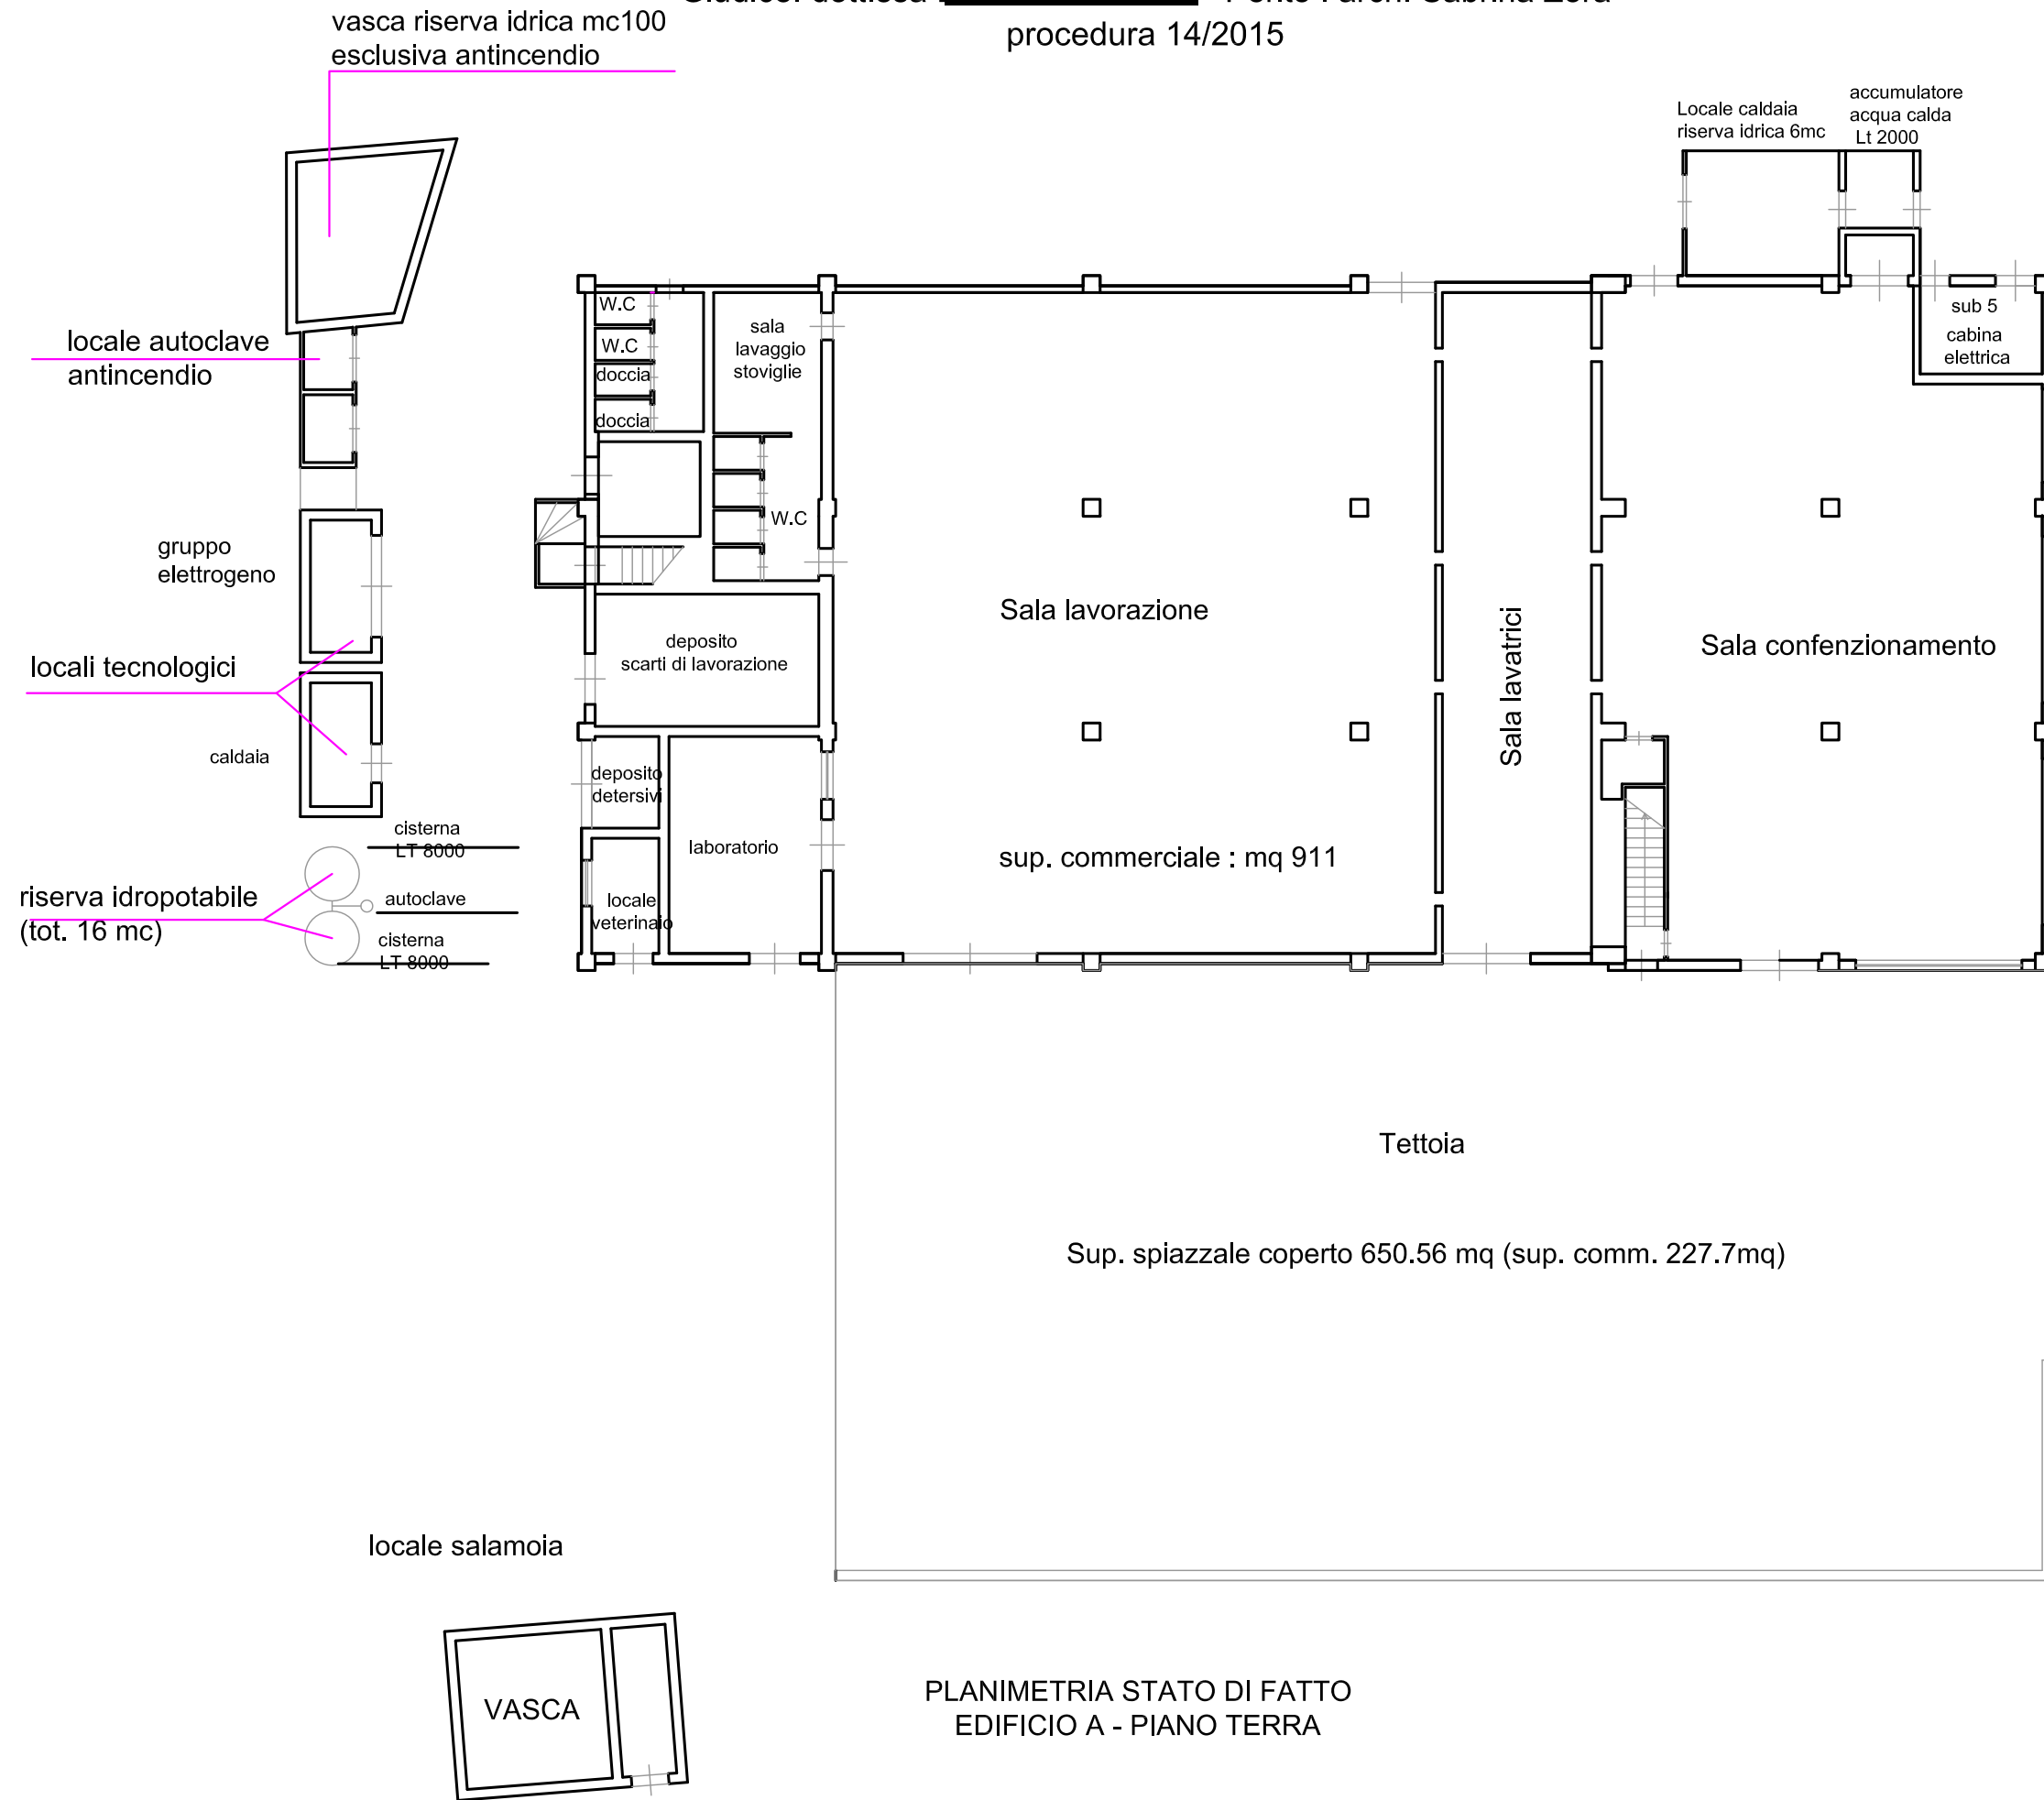 procedura 14/2015
vasca riserva idrica mc100
esclusiva antincendio
Locale caldaia
riserva idrica 6mc
accumulatore
acqua calda
Lt 2000
locale autoclave
antincendio
W.C
W.C
doccia
doccia
sala
lavaggio
stoviglie
W.C
sub 5
cabina
elettrica
gruppo
elettrogeno
locali tecnologici
caldaia
deposito
scarti di lavorazione
Sala lavorazione
Sala lavatrici
Sala confenzionamento
deposito
detersivi
laboratorio
locale
veterinaio
sup. commerciale : mq 911
cisterna
LT 8000
riserva idropotabile
(tot. 16 mc)
autoclave
cisterna
LT 8000
Tettoia
Sup. spiazzale coperto 650.56 mq (sup. comm. 227.7mq)
locale salamoia
VASCA
PLANIMETRIA STATO DI FATTO
EDIFICIO A - PIANO TERRA